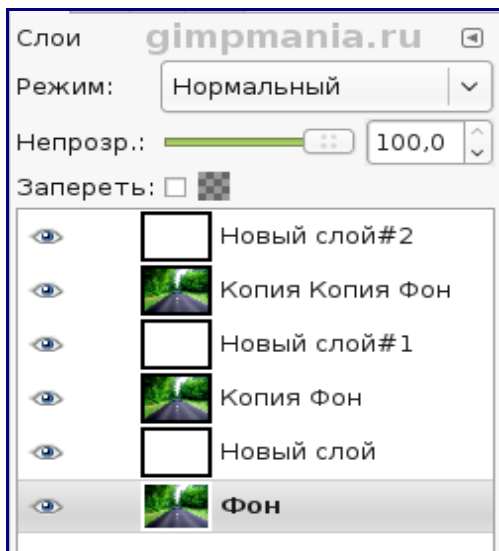 Слои gimpmania.ru
Режим: Нормальный
Непрозр.: 100,0
Запереть:
Новый слой#2
Копия Копия Фон
Новый слой#1
Копия Фон
Новый слой
Фон